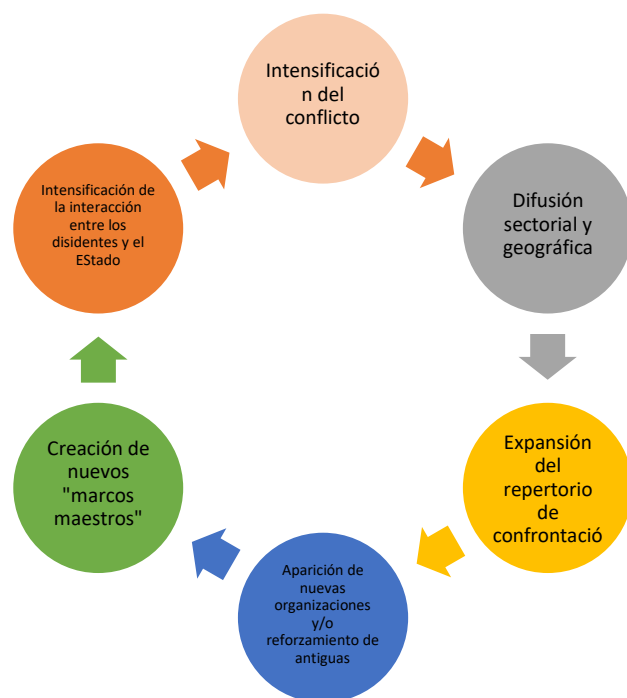 Intensificació
n del
conflicto
Difusión
sectorial y
geográfica
Expansión
del
repertorio
de
confrontació
Aparición de
nuevas
organizaciones
y/o
reforzamiento de
antiguas
Creación de
nuevos
"marcos
maestros"
Intensificación de
la interacción
entre los
disidentes y el
EStado